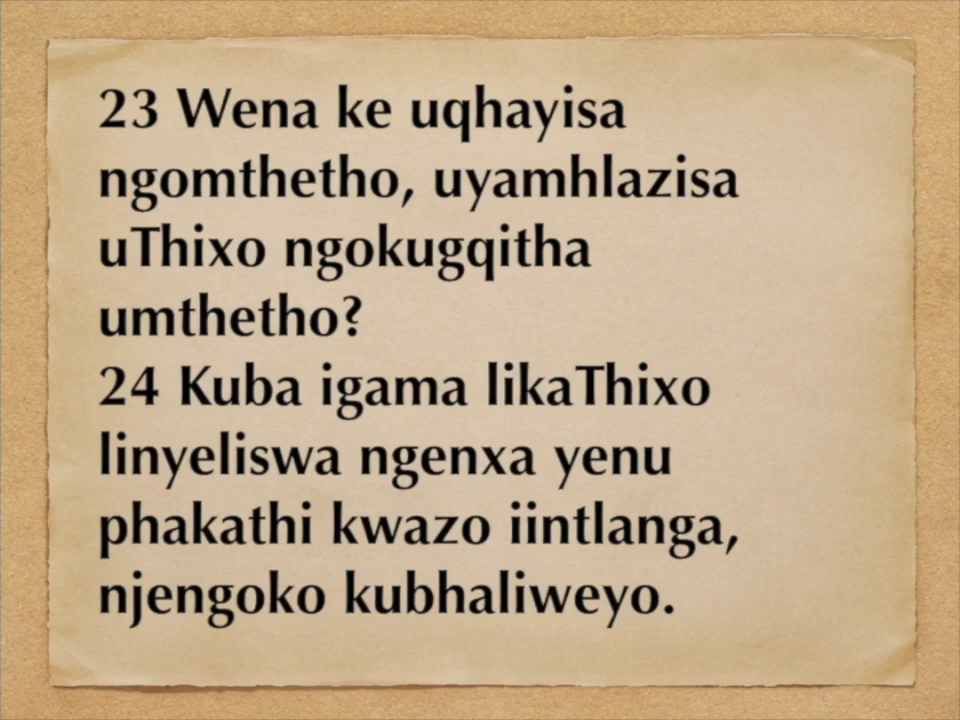 23 Wena ke uqhayisa
ngomthetho, uyamhlazisa
uThixo ngokugqitha
umthetho?
24 Kuba igama likaThixo
linyeliswa ngenxa yenu
phakathi kwazo iintlanga,
njengoko kubhaliweyo.